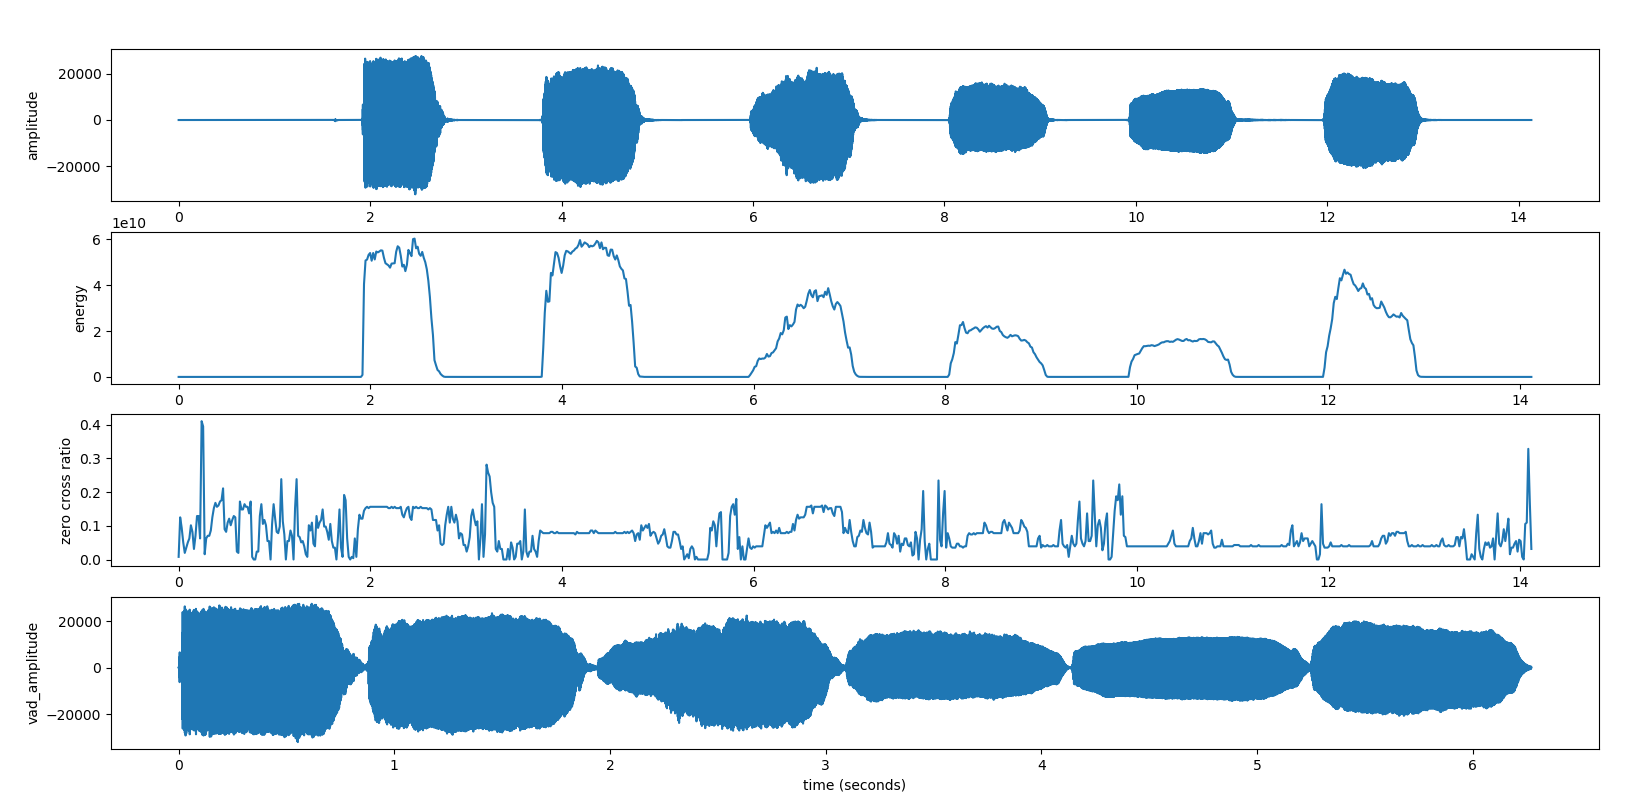 amplitude
20000
0
−20000
0 2 4 6 8 10 12 14
1e10
energy
6
4
2
0
0 2 4 6 8 10 12 14
zero cross ratio
0.4
0.3
0.2
0.1
0.0
0 2 4 6 8 10 12 14
vad_amplitude
20000
0
−20000
0 1 2 3 4 5 6
time (seconds)